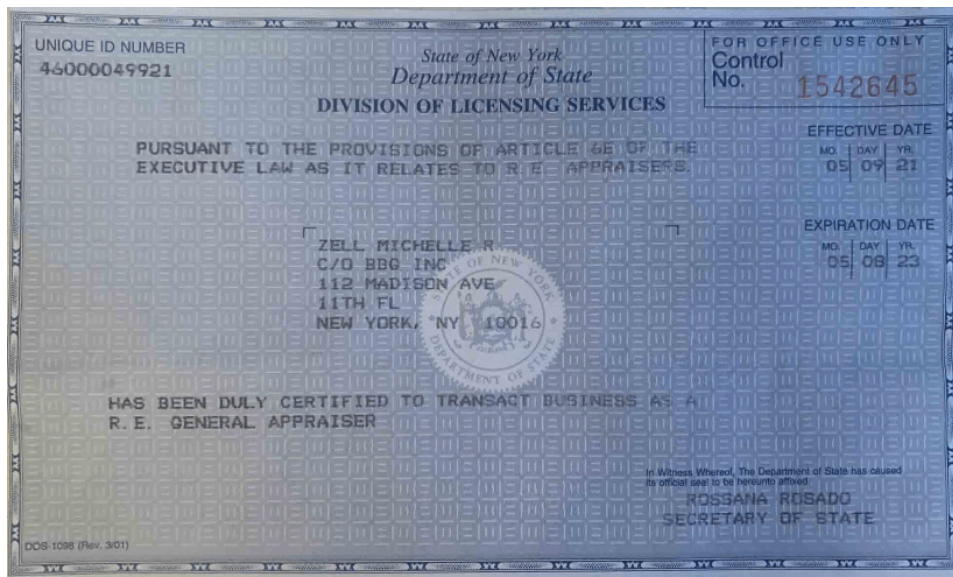 UNIQUE ID NUMBER
46000049921
State of New York
Department of State
DIVISION OF LICENSING SERVICES
FOR OFFICE USE ONLY
Control
No. 1542645
PURSUANT TO THE PROVISIONS OF ARTICLE 6E OF THE
EXECUTIVE LAW AS IT RELATES TO R.E. APPRAISERS.
EFFECTIVE DATE
MO. DAY YR.
05 09 21
EXPIRATION DATE
MO. DAY YR.
05 08 23
ZELL MICHELLE R
C/O BBG INC
112 MADISON AVE
11TH FL
NEW YORK, NY 10016
STATE OF NEW YORK
DEPARTMENT OF STATE
HAS BEEN DULY CERTIFIED TO TRANSACT BUSINESS AS A
R.E. GENERAL APPRAISER
In Witness Whereof, The Department of State has caused
its official seal to be hereunto affixed.
ROSSANA ROSADO
SECRETARY OF STATE
DOS-1098 (Rev. 3/01)